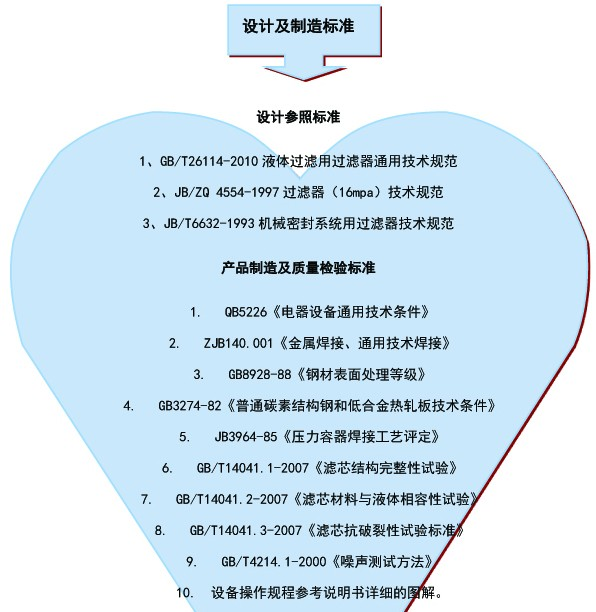 设计及制造标准
设计参照标准
1、GB/T26114-2010 液体过滤用过滤器通用技术规范
2、JB/ZQ 4554-1997 过滤器（16mpa）技术规范
3、JB/T6632-1993 机械密封系统用过滤器技术规范
产品制造及质量检验标准
1. QB5226《电器设备通用技术条件》
2. ZJB140.001《金属焊接、通用技术焊接》
3. GB8928-88《钢材表面处理等级》
4. GB3274-82《普通碳素结构钢和低合金热轧板技术条件》
5. JB3964-85《压力容器焊接工艺评定》
6. GB/T14041.1-2007《滤芯结构完整性试验》
7. GB/T14041.2-2007《滤芯材料与液体相容性试验》
8. GB/T14041.3-2007《滤芯抗破裂性试验标准》
9. GB/T4214.1-2000《噪声测试方法》
10. 设备操作规程参考说明书详细的图解。